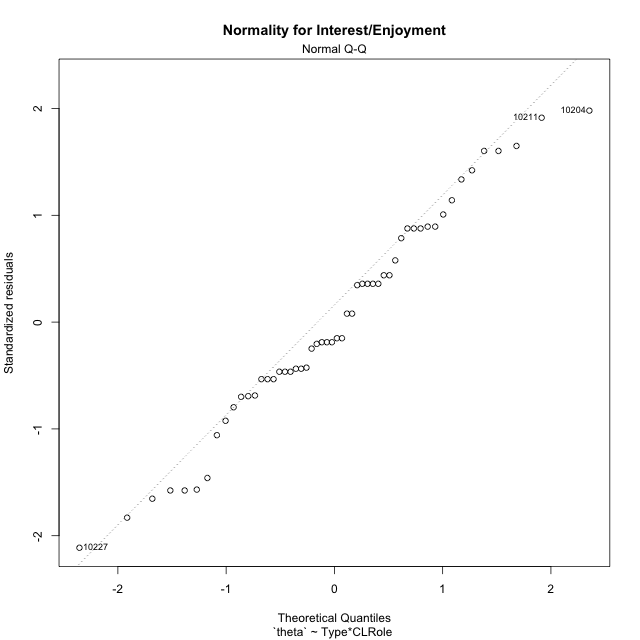 Normality for Interest/Enjoyment
Normal Q-Q
10204
10211
10227
Standardized residuals
2
1
0
-1
-2
-2 -1 0 1 2
Theoretical Quantiles
`theta` ~ Type*CLRole